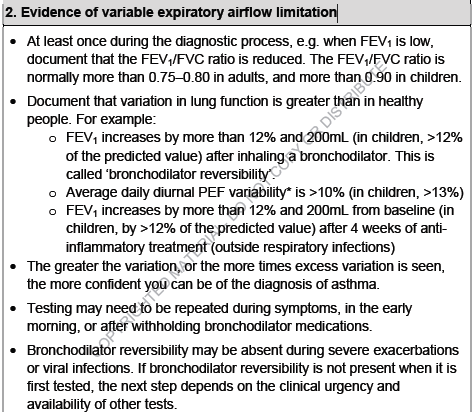 2. Evidence of variable expiratory airflow limitation
• At least once during the diagnostic process, e.g. when FEV₁ is low,
document that the FEV₁/FVC ratio is reduced. The FEV₁/FVC ratio is
normally more than 0.75–0.80 in adults, and more than 0.90 in children.
• Document that variation in lung function is greater than in healthy
people. For example:
o FEV₁ increases by more than 12% and 200mL (in children, >12%
of the predicted value) after inhaling a bronchodilator. This is
called ‘bronchodilator reversibility’.
o Average daily diurnal PEF variability* is >10% (in children, >13%)
o FEV₁ increases by more than 12% and 200mL from baseline (in
children, by >12% of the predicted value) after 4 weeks of anti-
inflammatory treatment (outside respiratory infections)
• The greater the variation, or the more times excess variation is seen,
the more confident you can be of the diagnosis of asthma.
• Testing may need to be repeated during symptoms, in the early
morning, or after withholding bronchodilator medications.
• Bronchodilator reversibility may be absent during severe exacerbations
or viral infections. If bronchodilator reversibility is not present when it is
first tested, the next step depends on the clinical urgency and
availability of other tests.
COPYRIGHTED MATERIAL- DO NOT COPY OR DISTRIBUTE